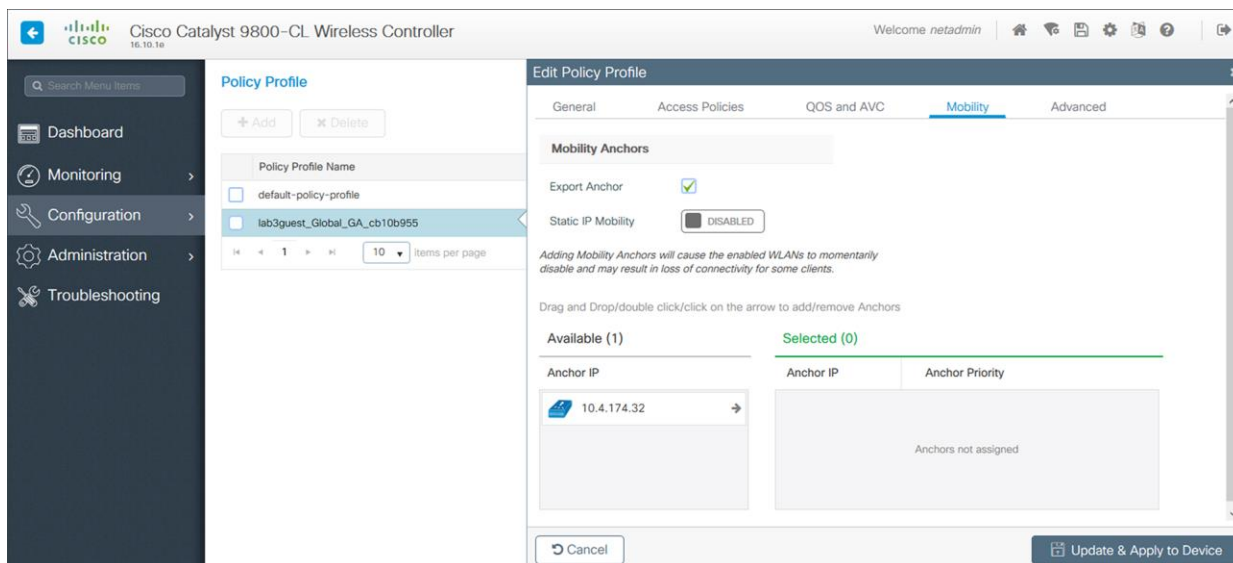 CISCO
Cisco Catalyst 9800-CL Wireless Controller
16.10.1e
Welcome netadmin
Search Menu Items
Dashboard
Monitoring
Configuration
Administration
Troubleshooting
Policy Profile
+ Add
✖ Delete
Policy Profile Name
default-policy-profile
lab3guest_Global_GA_cb10b955
1
10
items per page
Edit Policy Profile
General
Access Policies
QOS and AVC
Mobility
Advanced
Mobility Anchors
Export Anchor
Static IP Mobility
DISABLED
Adding Mobility Anchors will cause the enabled WLANs to momentarily
disable and may result in loss of connectivity for some clients.
Drag and Drop/double click/click on the arrow to add/remove Anchors
Available (1)
Selected (0)
Anchor IP
Anchor IP
Anchor Priority
10.4.174.32
Anchors not assigned
Cancel
Update & Apply to Device